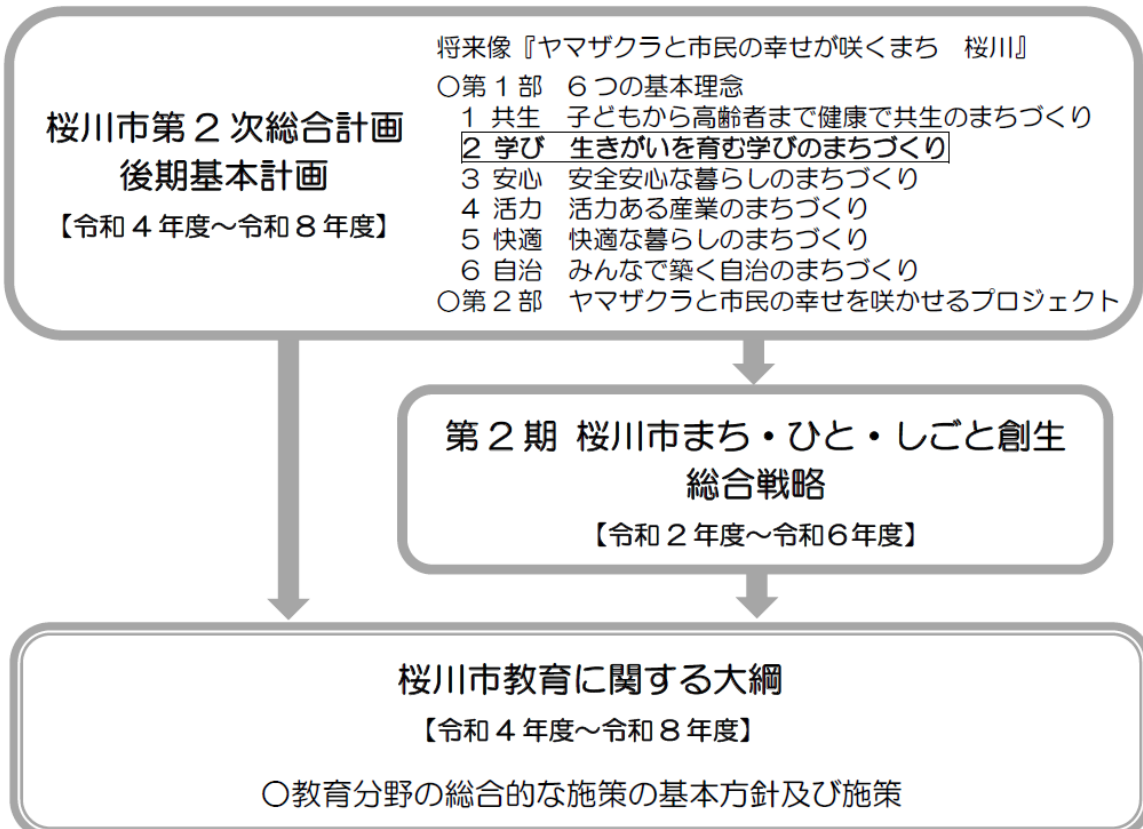 桜川市第２次総合計画
後期基本計画
【令和４年度～令和８年度】
将来像『ヤマザクラと市民の幸せが咲くまち　桜川』
〇第１部　６つの基本理念
１ 共生　子どもから高齢者まで健康で共生のまちづくり
２ 学び　生きがいを育む学びのまちづくり
３ 安心　安全安心な暮らしのまちづくり
４ 活力　活力ある産業のまちづくり
５ 快適　快適な暮らしのまちづくり
６ 自治　みんなで築く自治のまちづくり
〇第２部　ヤマザクラと市民の幸せを咲かせるプロジェクト
第２期 桜川市まち・ひと・しごと創生
総合戦略
【令和２年度～令和６年度】
桜川市教育に関する大綱
【令和４年度～令和８年度】
〇教育分野の総合的な施策の基本方針及び施策